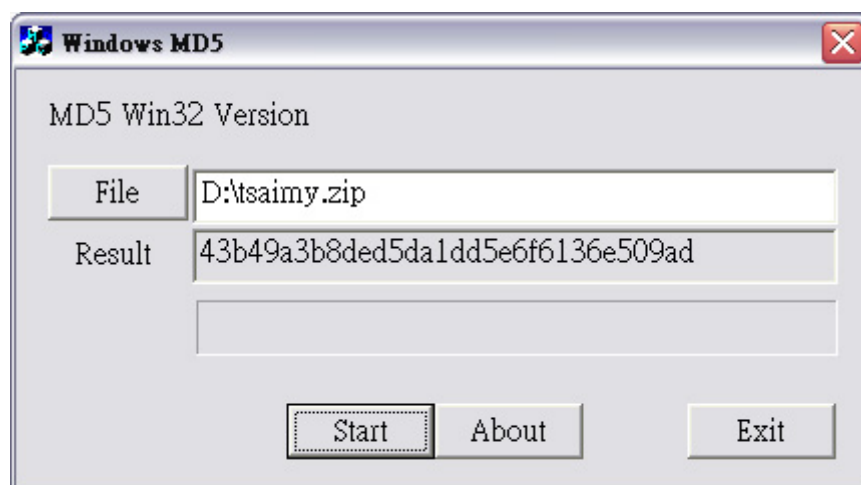 Windows MD5
MD5 Win32 Version
File D:\tsaimy.zip
Result 43b49a3b8ded5da1dd5e6f6136e509ad
Start About Exit